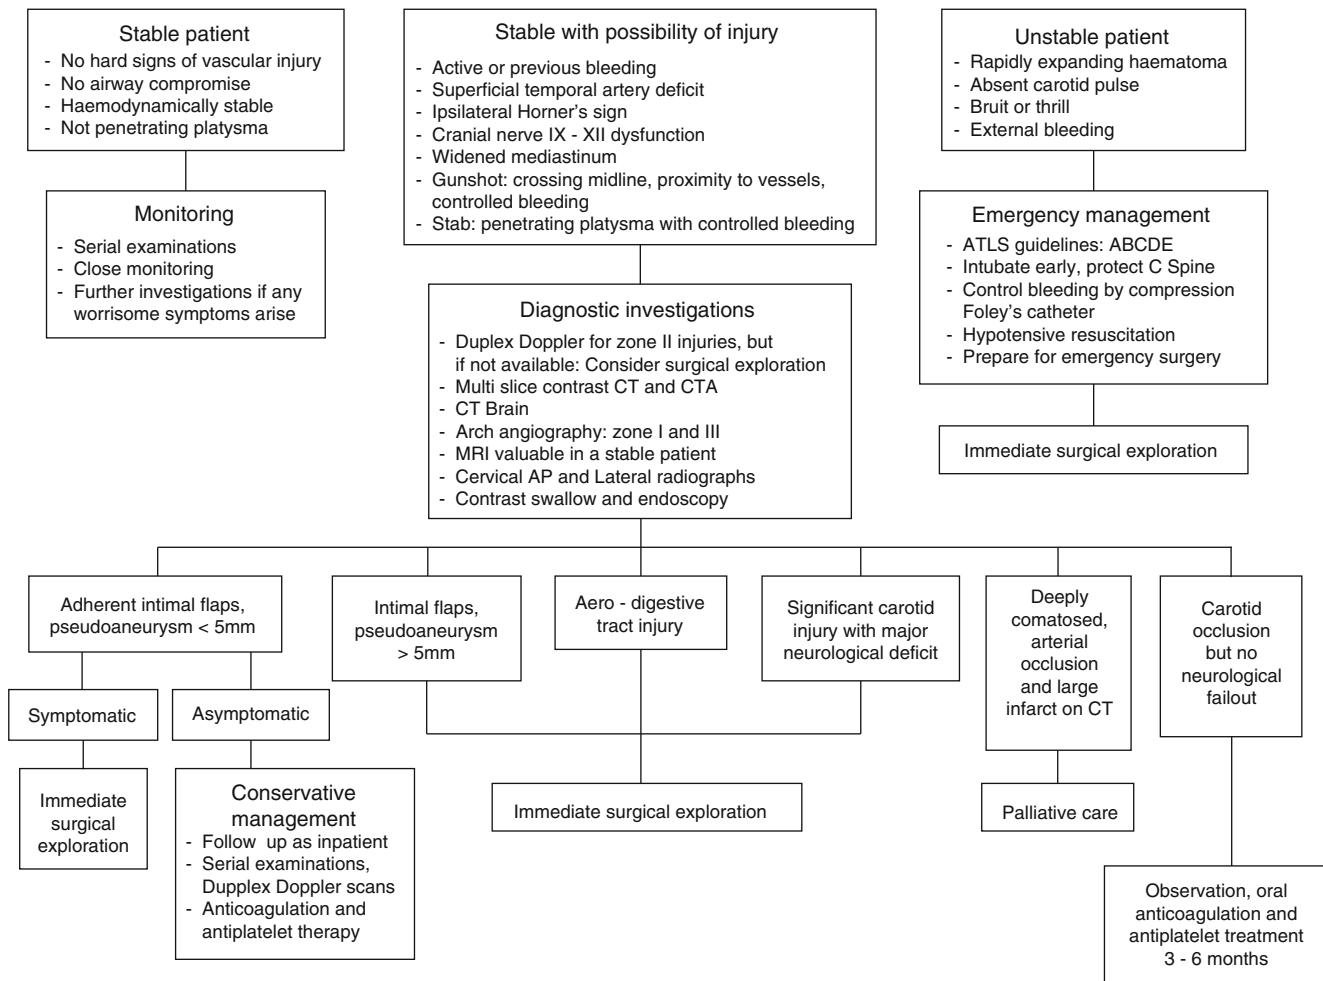 Stable patient
- No hard signs of vascular injury
- No airway compromise
- Haemodynamically stable
- Not penetrating platysma
Monitoring
- Serial examinations
- Close monitoring
- Further investigations if any
worrisome symptoms arise
Stable with possibility of injury
- Active or previous bleeding
- Superficial temporal artery deficit
- Ipsilateral Horner's sign
- Cranial nerve IX - XII dysfunction
- Widened mediastinum
- Gunshot: crossing midline, proximity to vessels,
controlled bleeding
- Stab: penetrating platysma with controlled bleeding
Diagnostic investigations
- Duplex Doppler for zone II injuries, but
if not available: Consider surgical exploration
- Multi slice contrast CT and CTA
- CT Brain
- Arch angiography: zone I and III
- MRI valuable in a stable patient
- Cervical AP and Lateral radiographs
- Contrast swallow and endoscopy
Unstable patient
- Rapidly expanding haematoma
- Absent carotid pulse
- Bruit or thrill
- External bleeding
Emergency management
- ATLS guidelines: ABCDE
- Intubate early, protect C Spine
- Control bleeding by compression
Foley's catheter
- Hypotensive resuscitation
- Prepare for emergency surgery
Immediate surgical exploration
Adherent intimal flaps,
pseudoaneurysm < 5mm
Symptomatic
Asymptomatic
Immediate
surgical
exploration
Conservative
management
- Follow up as inpatient
- Serial examinations,
Dupplex Doppler scans
- Anticoagulation and
antiplatelet therapy
Intimal flaps,
pseudoaneurysm
> 5mm
Aero - digestive
tract injury
Significant carotid
injury with major
neurological deficit
Immediate surgical exploration
Deeply
comatosed,
arterial
occlusion
and large
infarct on CT
Palliative care
Carotid
occlusion
but no
neurological
failout
Observation, oral
anticoagulation and
antiplatelet treatment
3 - 6 months